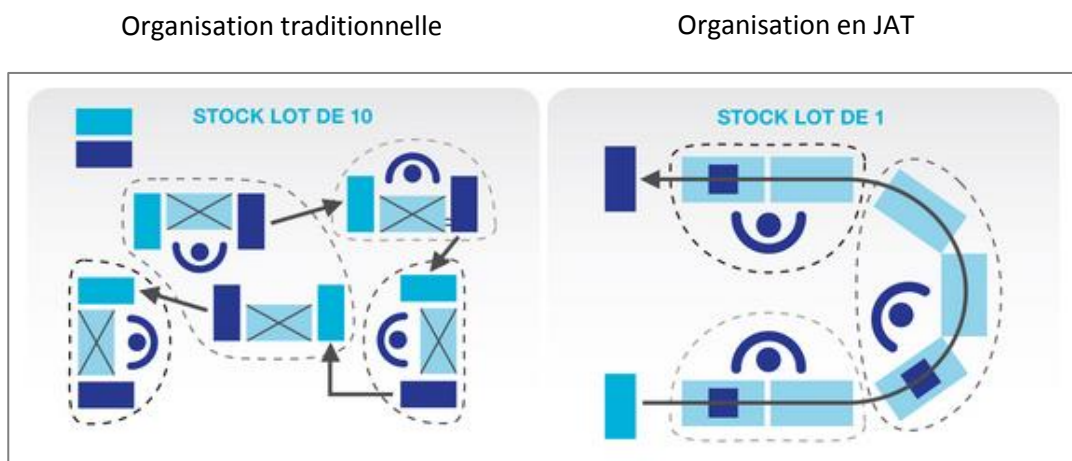 Organisation traditionnelle
Organisation en JAT
STOCK LOT DE 10
STOCK LOT DE 1